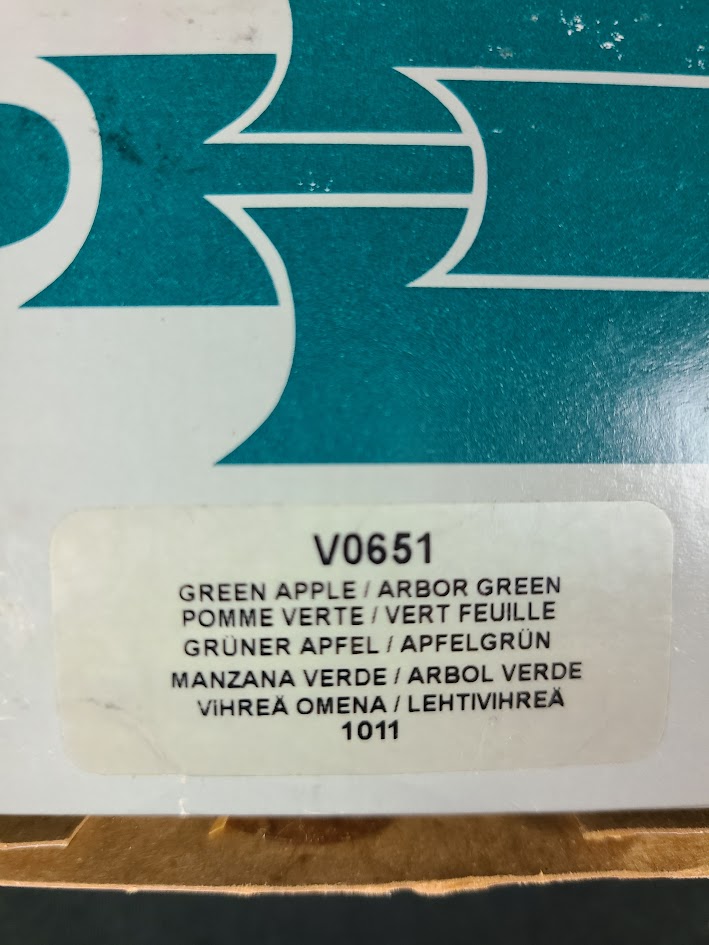 V0651
GREEN APPLE / ARBOR GREEN
POMME VERTE / VERT FEUILLE
GRÜNER APFEL / APFELGRÜN
MANZANA VERDE / ARBOL VERDE
ViHREÄ OMENA / LEHTIVIHREÄ
1011